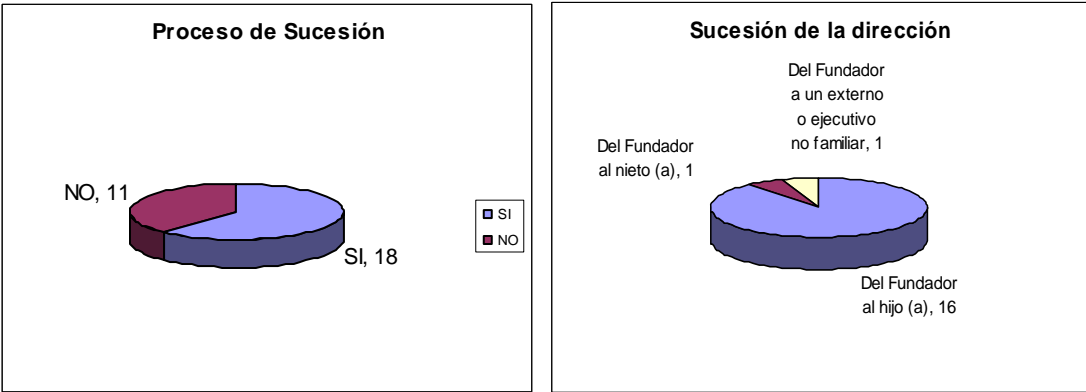 Proceso de Sucesión
NO, 11
SI, 18
SI
NO
Sucesión de la dirección
Del Fundador
a un externo
o ejecutivo
no familiar, 1
Del Fundador
al nieto (a), 1
Del Fundador
al hijo (a), 16